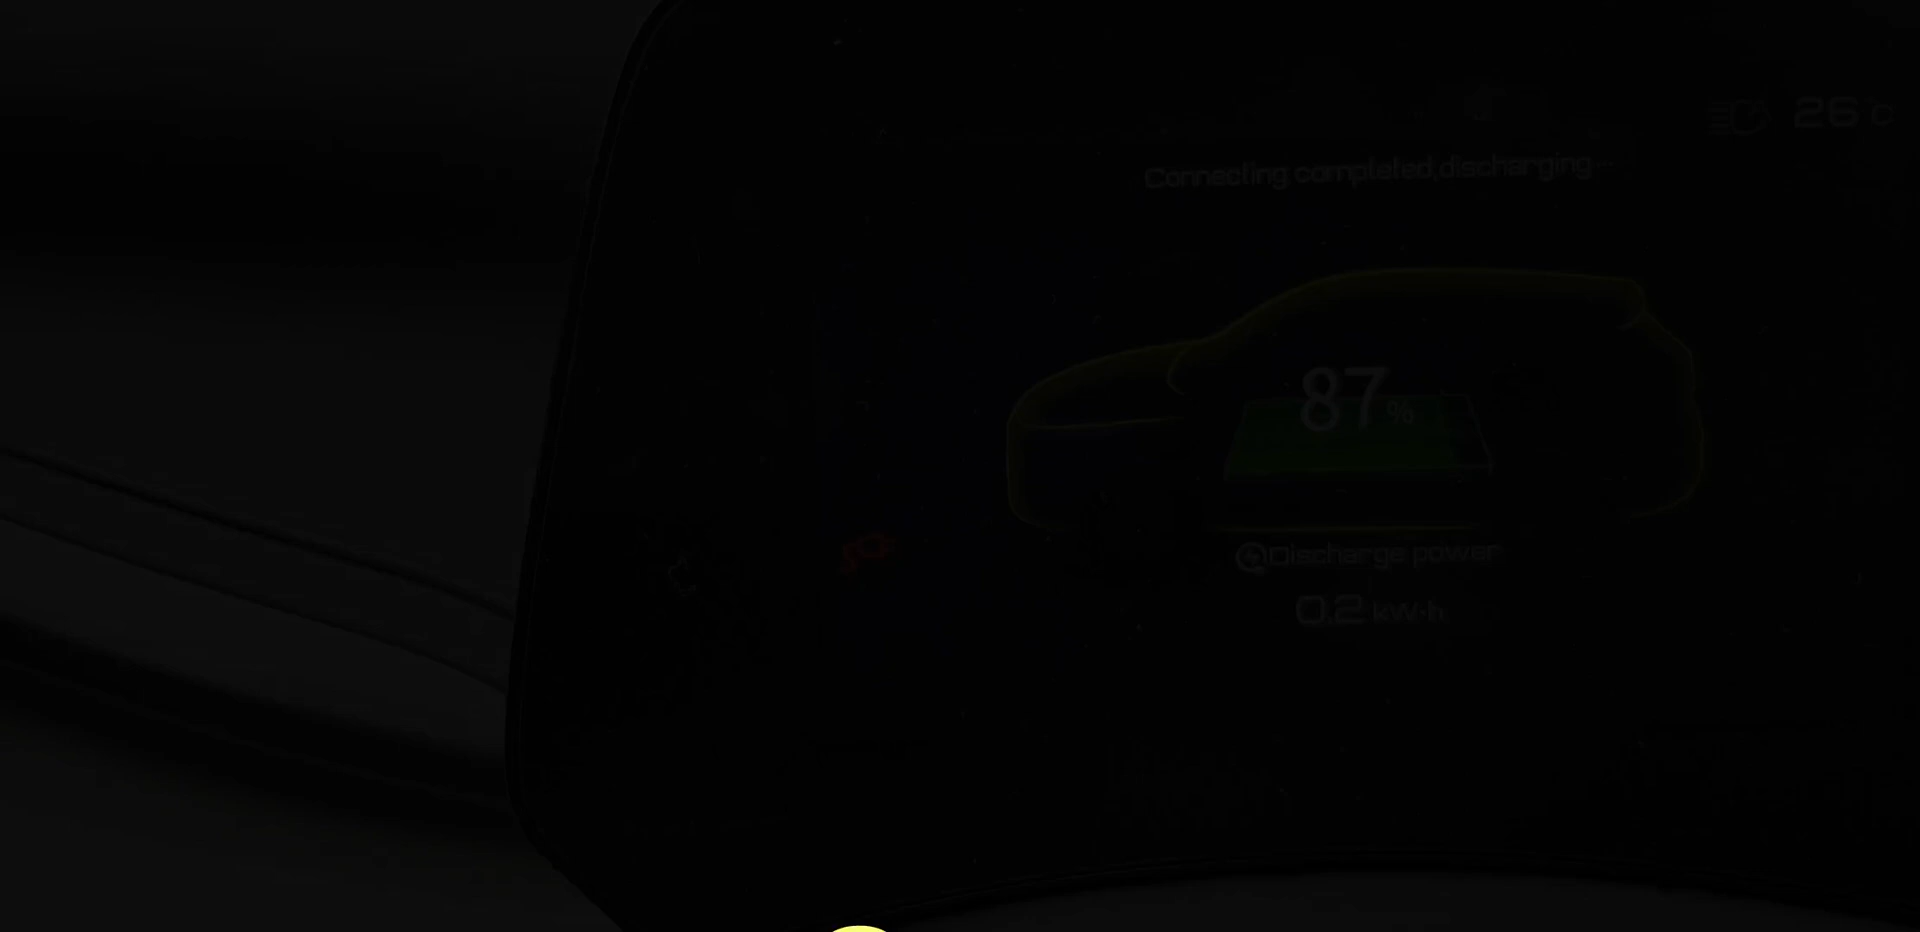 26°C
Connecting completed,discharging...
87%
Discharge power
0.2 kW·h